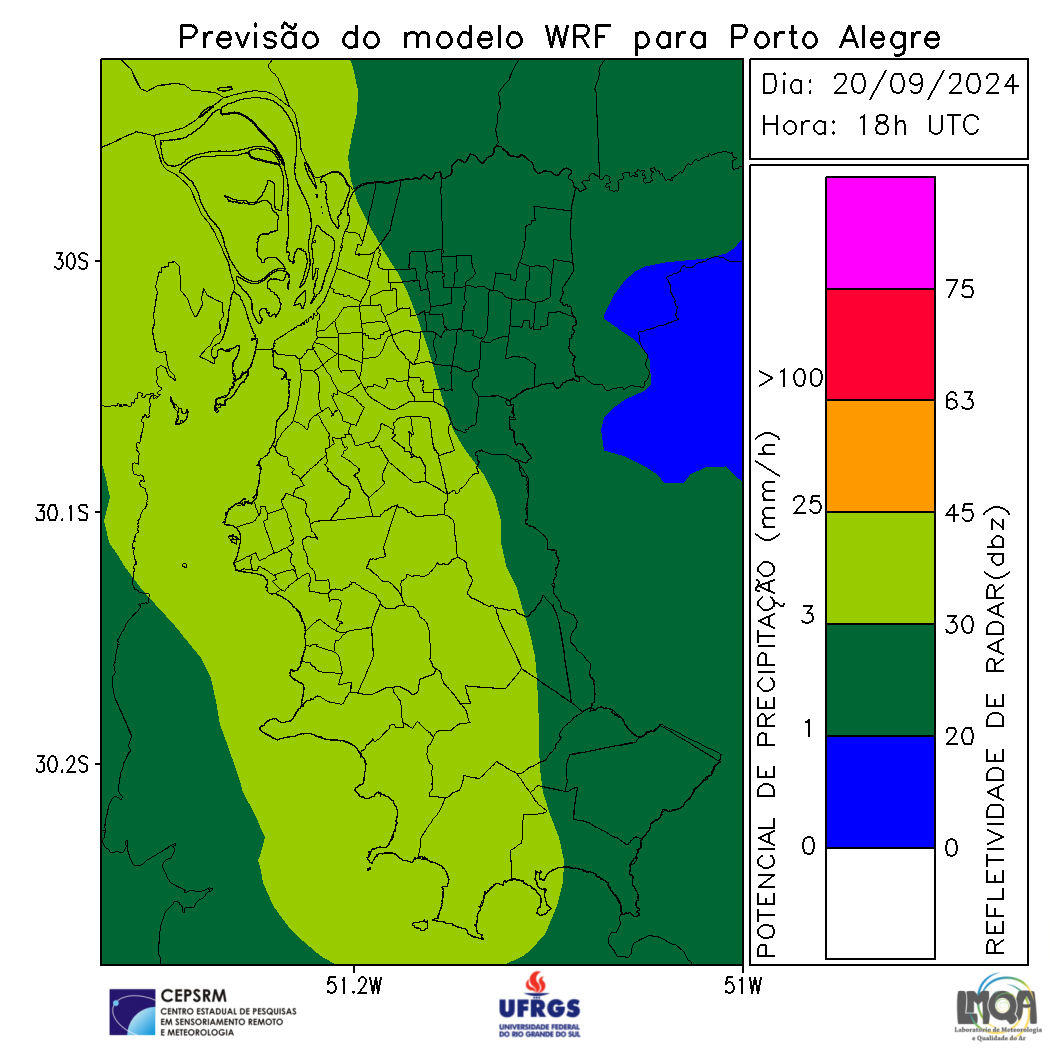 Previsão do modelo WRF para Porto Alegre
Dia: 20/09/2024
Hora: 18h UTC
30S
30.1S
30.2S
51.2W
51W
POTENCIAL DE PRECIPITAÇÃO (mm/h)
>100
25
3
1
0
75
63
45
30
20
0
REFLETIVIDADE DE RADAR(dbz)
CEPSRM
CENTRO ESTADUAL DE PESQUISAS
EM SENSORIAMENTO REMOTO
E METEOROLOGIA
UFRGS
UNIVERSIDADE FEDERAL
DO RIO GRANDE DO SUL
LMQA
Laboratório de Meteorologia
e Qualidade do Ar